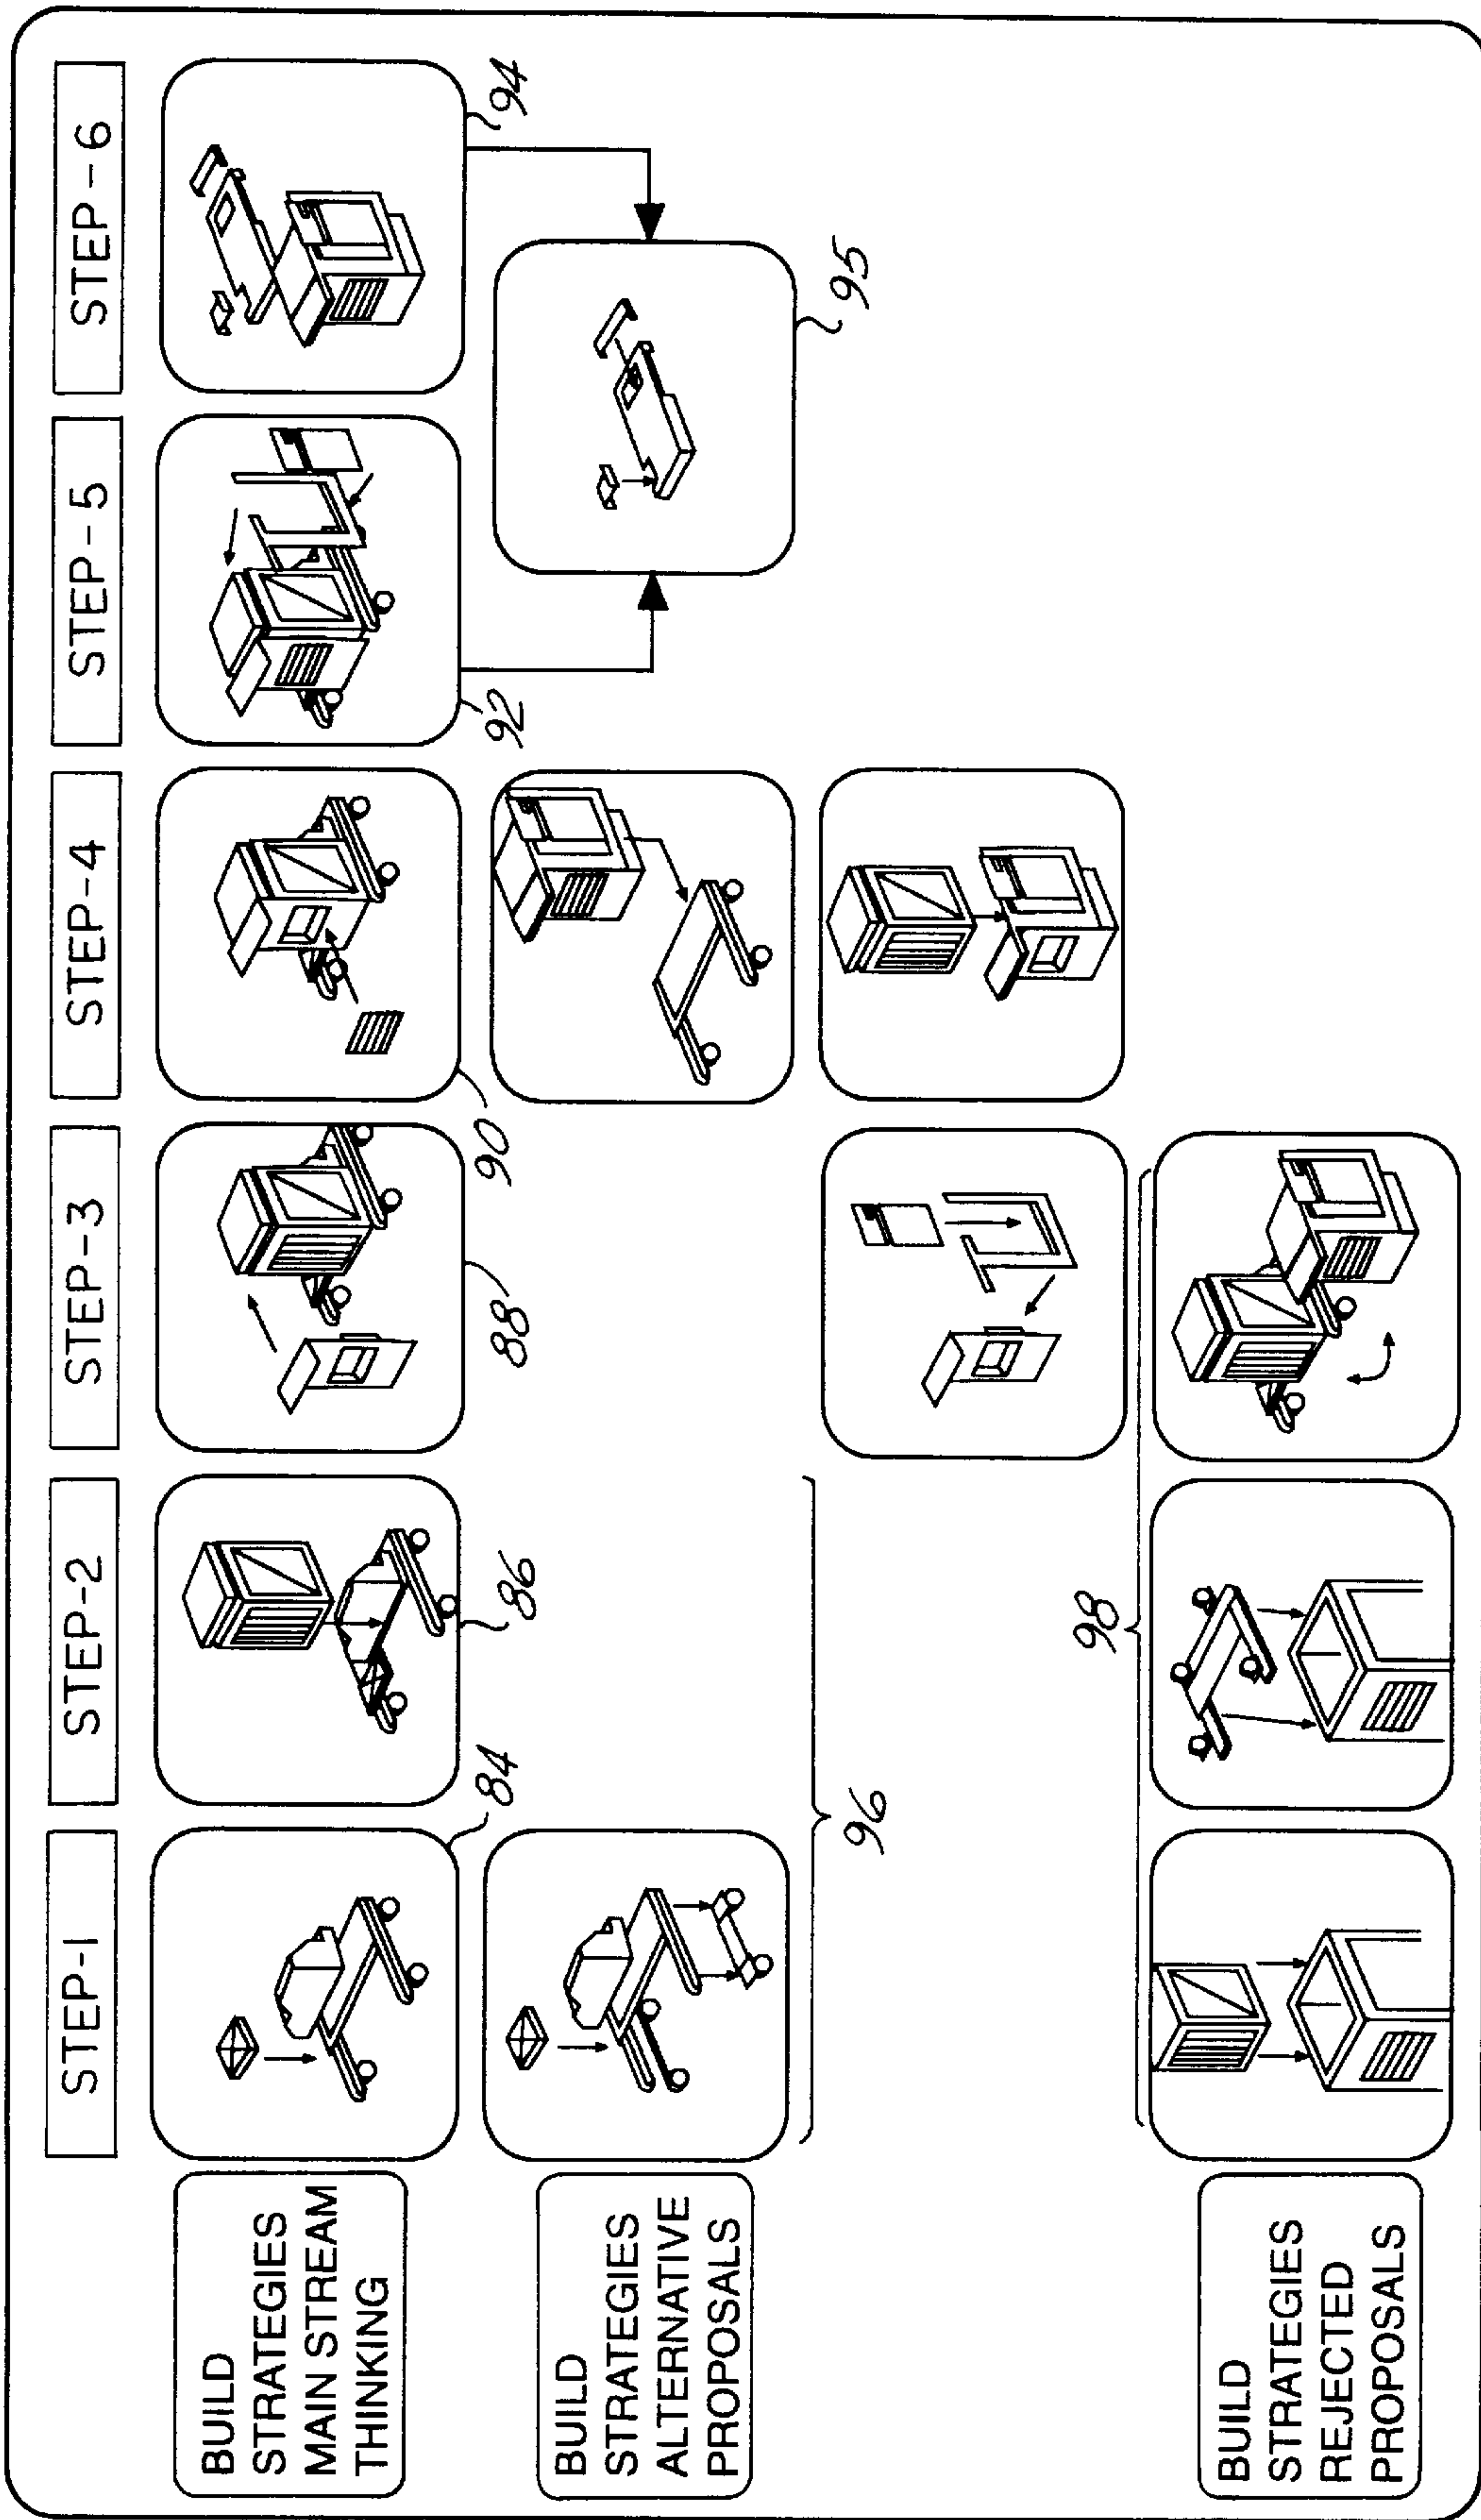 STEP-1
STEP-2
STEP-3
STEP-4
STEP-5
STEP-6
BUILD
STRATEGIES
MAIN STREAM
THINKING
84
86
88
90
92
94
BUILD
STRATEGIES
ALTERNATIVE
PROPOSALS
95
96
98
BUILD
STRATEGIES
REJECTED
PROPOSALS